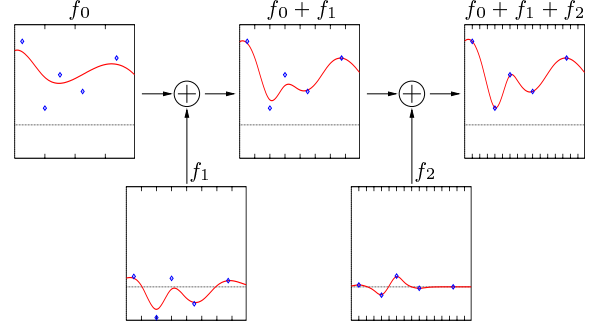 f₀
f₀ + f₁
f₀ + f₁ + f₂
f₁
f₂